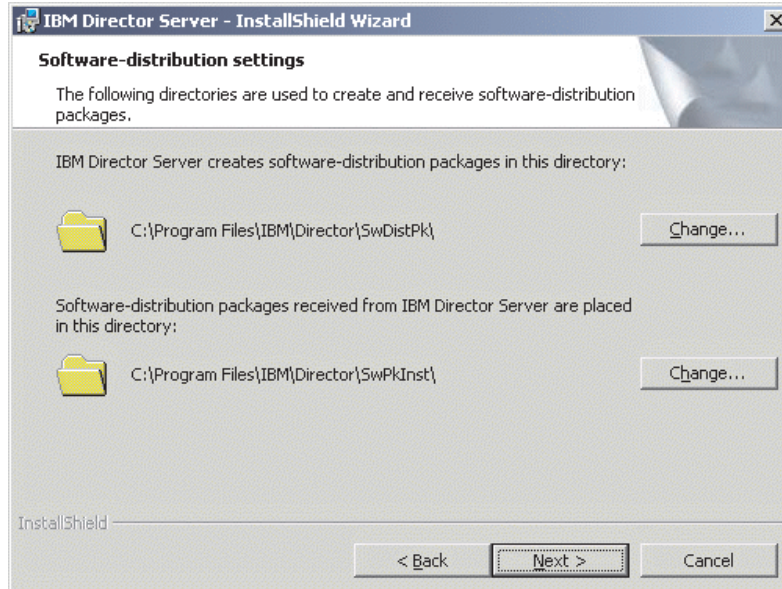 IBM Director Server - InstallShield Wizard
Software-distribution settings
The following directories are used to create and receive software-distribution
packages.
IBM Director Server creates software-distribution packages in this directory:
C:\Program Files\IBM\Director\SwDistPk\
Change...
Software-distribution packages received from IBM Director Server are placed
in this directory:
C:\Program Files\IBM\Director\SwPkInst\
Change...
InstallShield
< Back
Next >
Cancel